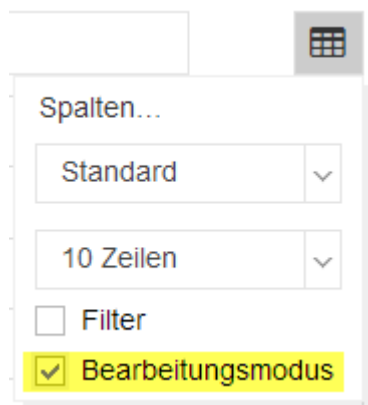 Spalten...
Standard
10 Zeilen
Filter
Bearbeitungsmodus